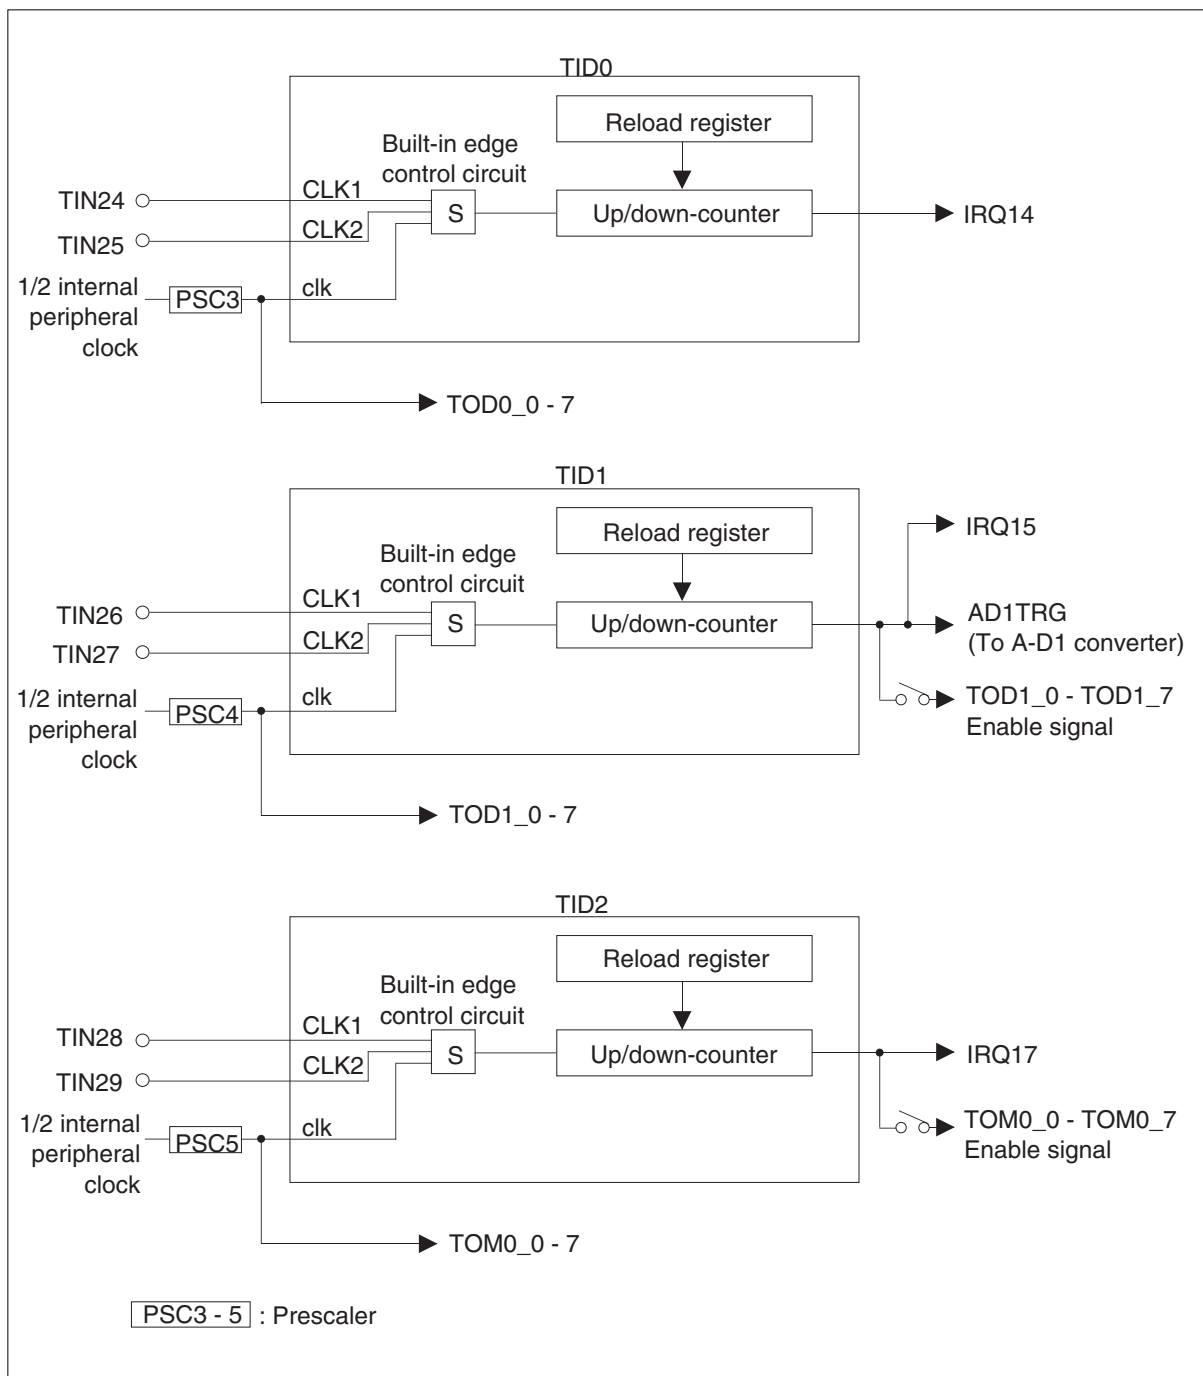 TID0
Reload register
Built-in edge
control circuit
TIN24
CLK1
S
Up/down-counter
IRQ14
TIN25
CLK2
1/2 internal
peripheral
clock
PSC3
clk
TOD0_0 - 7
TID1
Reload register
IRQ15
Built-in edge
control circuit
TIN26
CLK1
S
Up/down-counter
AD1TRG
(To A-D1 converter)
TIN27
CLK2
1/2 internal
peripheral
clock
PSC4
clk
TOD1_0 - TOD1_7
Enable signal
TOD1_0 - 7
TID2
Reload register
Built-in edge
control circuit
TIN28
CLK1
S
Up/down-counter
IRQ17
TIN29
CLK2
1/2 internal
peripheral
clock
PSC5
clk
TOM0_0 - TOM0_7
Enable signal
TOM0_0 - 7
PSC3 - 5 : Prescaler